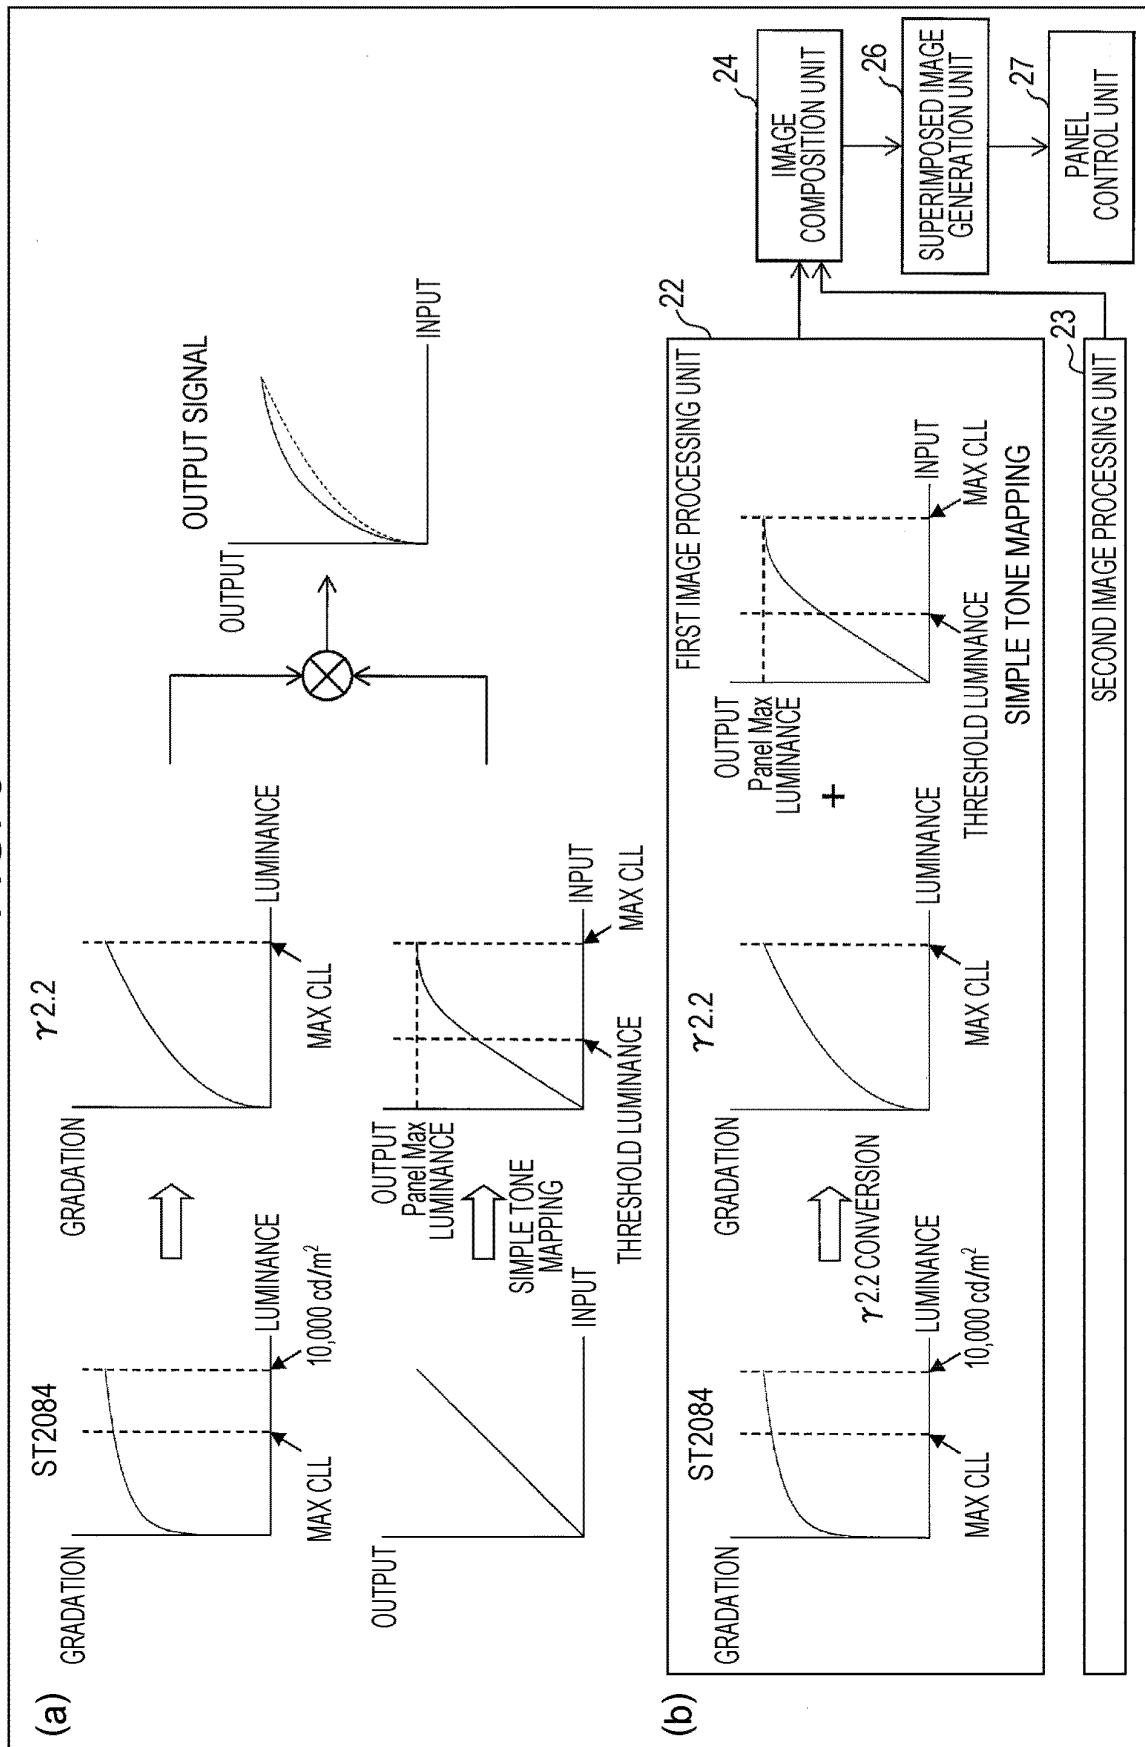 (a)
ST2084
GRADATION
LUMINANCE
10,000 cd/m²
MAX CLL
γ2.2
GRADATION
LUMINANCE
MAX CLL
OUTPUT
INPUT
SIMPLE TONE
MAPPING
OUTPUT
Panel Max
LUMINANCE
INPUT
MAX CLL
THRESHOLD LUMINANCE
OUTPUT SIGNAL
OUTPUT
INPUT
(b)
FIRST IMAGE PROCESSING UNIT
22
ST2084
GRADATION
LUMINANCE
10,000 cd/m²
MAX CLL
γ2.2 CONVERSION
γ2.2
GRADATION
LUMINANCE
MAX CLL
+
OUTPUT
Panel Max
LUMINANCE
INPUT
MAX CLL
THRESHOLD LUMINANCE
SIMPLE TONE MAPPING
SECOND IMAGE PROCESSING UNIT
23
24
IMAGE
COMPOSITION UNIT
26
SUPERIMPOSED IMAGE
GENERATION UNIT
27
PANEL
CONTROL UNIT